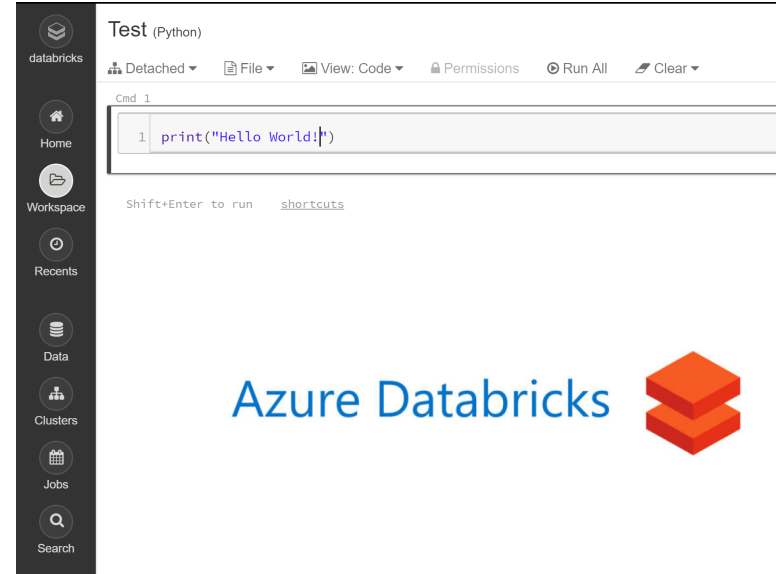 Test (Python)
databricks
Detached File View: Code Permissions Run All Clear
Cmd 1
1 print("Hello World!")
Shift+Enter to run shortcuts
Home
Workspace
Recents
Data
Clusters
Jobs
Search
Azure Databricks